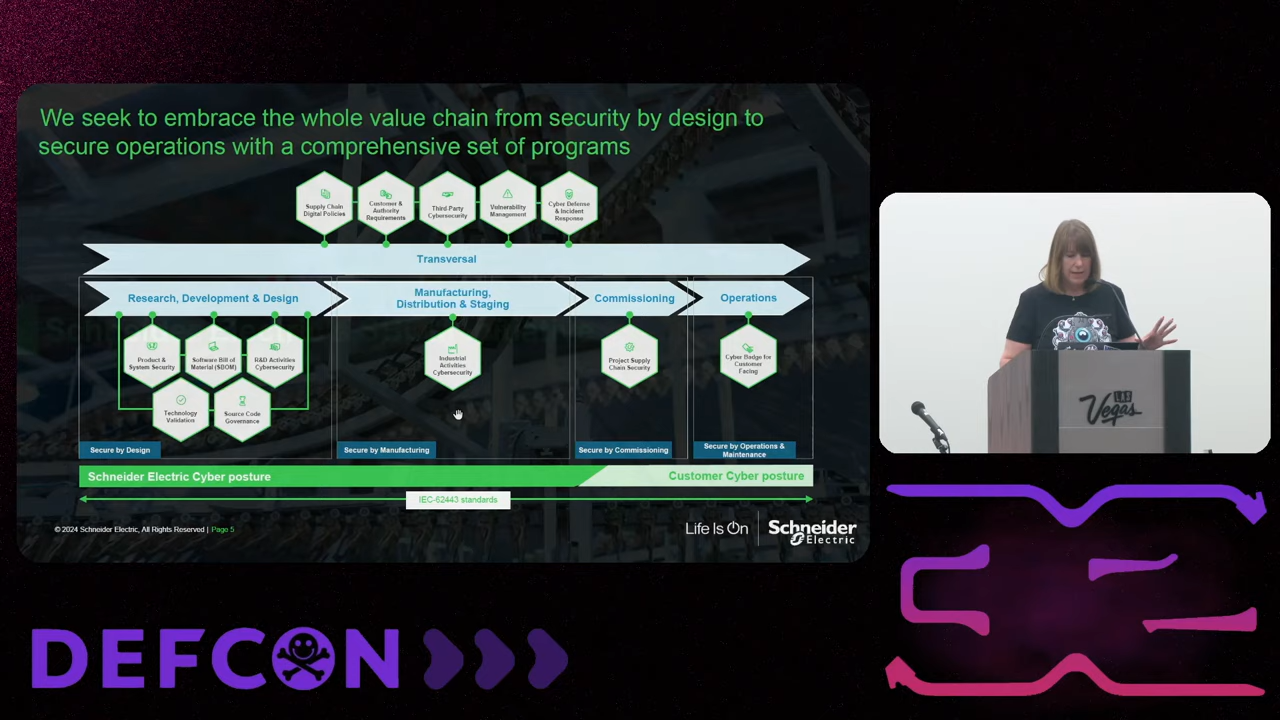 We seek to embrace the whole value chain from security by design to
secure operations with a comprehensive set of programs
Supply Chain
Digital Policies
Customer &
Authority
Requirements
Third-Party
Cybersecurity
Vulnerability
Management
Cyber Defense
& Incident
Response
Transversal
Research, Development & Design
Manufacturing,
Distribution & Staging
Commissioning
Operations
Product &
System Security
Software Bill of
Material (SBOM)
R&D Activities
Cybersecurity
Technology
Validation
Source Code
Governance
Industrial
Activities
Cybersecurity
Project Supply
Chain Security
Cyber Badge for
Customer
Facing
Secure by Design
Secure by Manufacturing
Secure by Commissioning
Secure by Operations &
Maintenance
Schneider Electric Cyber posture
Customer Cyber posture
IEC-62443 standards
© 2024 Schneider Electric, All Rights Reserved | Page 5
Life Is On
Schneider
Electric
LAS
Vegas
DEFCON